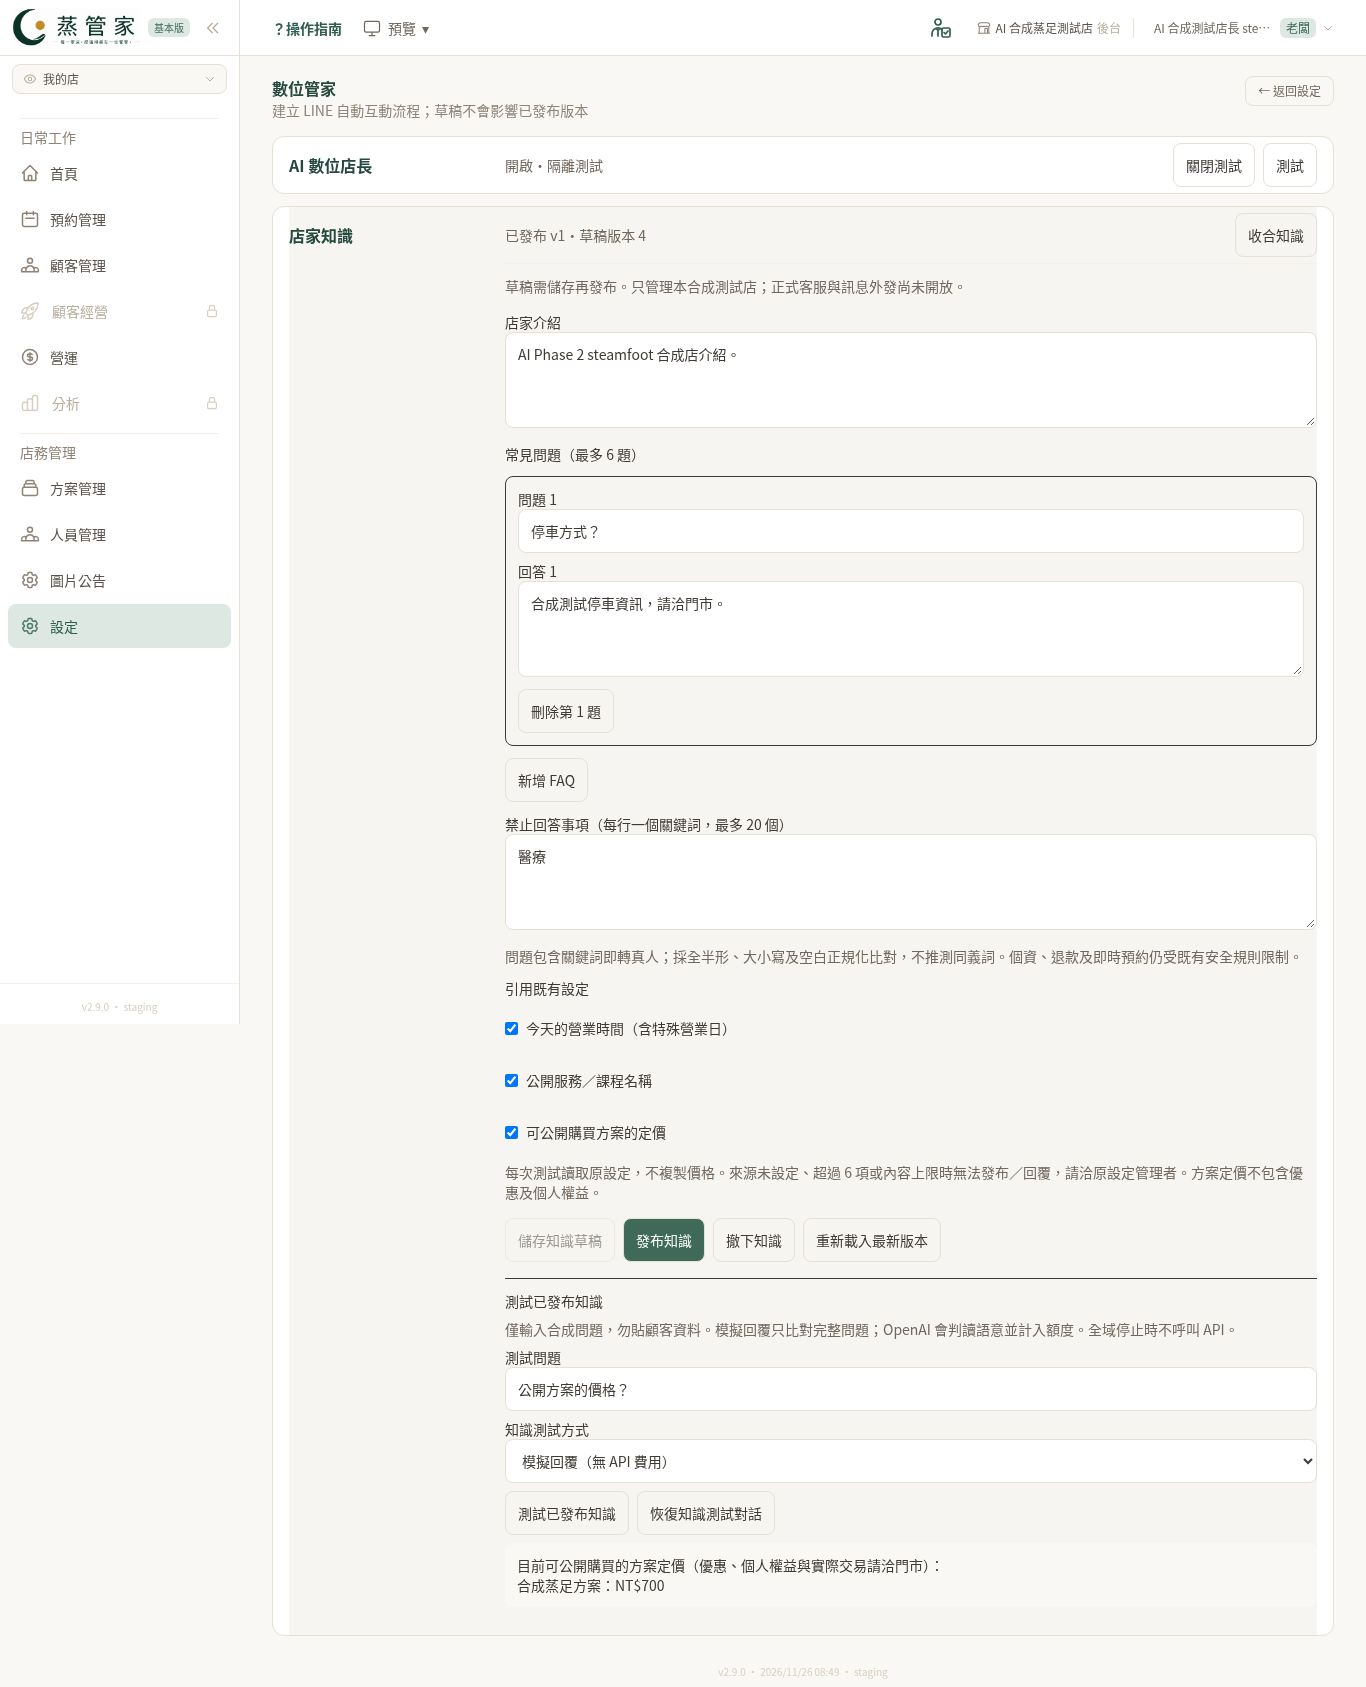 蒸管家
基本版
?操作指南
預覽 ▾
AI 合成蒸足測試店 後台
AI 合成測試店長 ste…
老闆
我的店
日常工作
首頁
預約管理
顧客管理
顧客經營
營運
分析
店務管理
方案管理
人員管理
圖片公告
設定
v2.9.0 · staging
數位管家
建立 LINE 自動互動流程；草稿不會影響已發布版本
← 返回設定
AI 數位店長
開啟・隔離測試
關閉測試
測試
店家知識
已發布 v1・草稿版本 4
收合知識
草稿需儲存再發布。只管理本合成測試店；正式客服與訊息外發尚未開放。
店家介紹
AI Phase 2 steamfoot 合成店介紹。
常見問題（最多 6 題）
問題 1
停車方式？
回答 1
合成測試停車資訊，請洽門市。
刪除第 1 題
新增 FAQ
禁止回答事項（每行一個關鍵詞，最多 20 個）
醫療
問題包含關鍵詞即轉真人；採全半形、大小寫及空白正規化比對，不推測同義詞。個資、退款及即時預約仍受既有安全規則限制。
引用既有設定
今天的營業時間（含特殊營業日）
公開服務／課程名稱
可公開購買方案的定價
每次測試讀取原設定，不複製價格。來源未設定、超過 6 項或內容上限時無法發布／回覆，請洽原設定管理者。方案定價不包含優
惠及個人權益。
儲存知識草稿
發布知識
撤下知識
重新載入最新版本
測試已發布知識
僅輸入合成問題，勿貼顧客資料。模擬回覆只比對完整問題；OpenAI 會判讀語意並計入額度。全域停止時不呼叫 API。
測試問題
公開方案的價格？
知識測試方式
模擬回覆（無 API 費用）
測試已發布知識
恢復知識測試對話
目前可公開購買的方案定價（優惠、個人權益與實際交易請洽門市）：
合成蒸足方案：NT$700
v2.9.0 · 2026/11/26 08:49 · staging